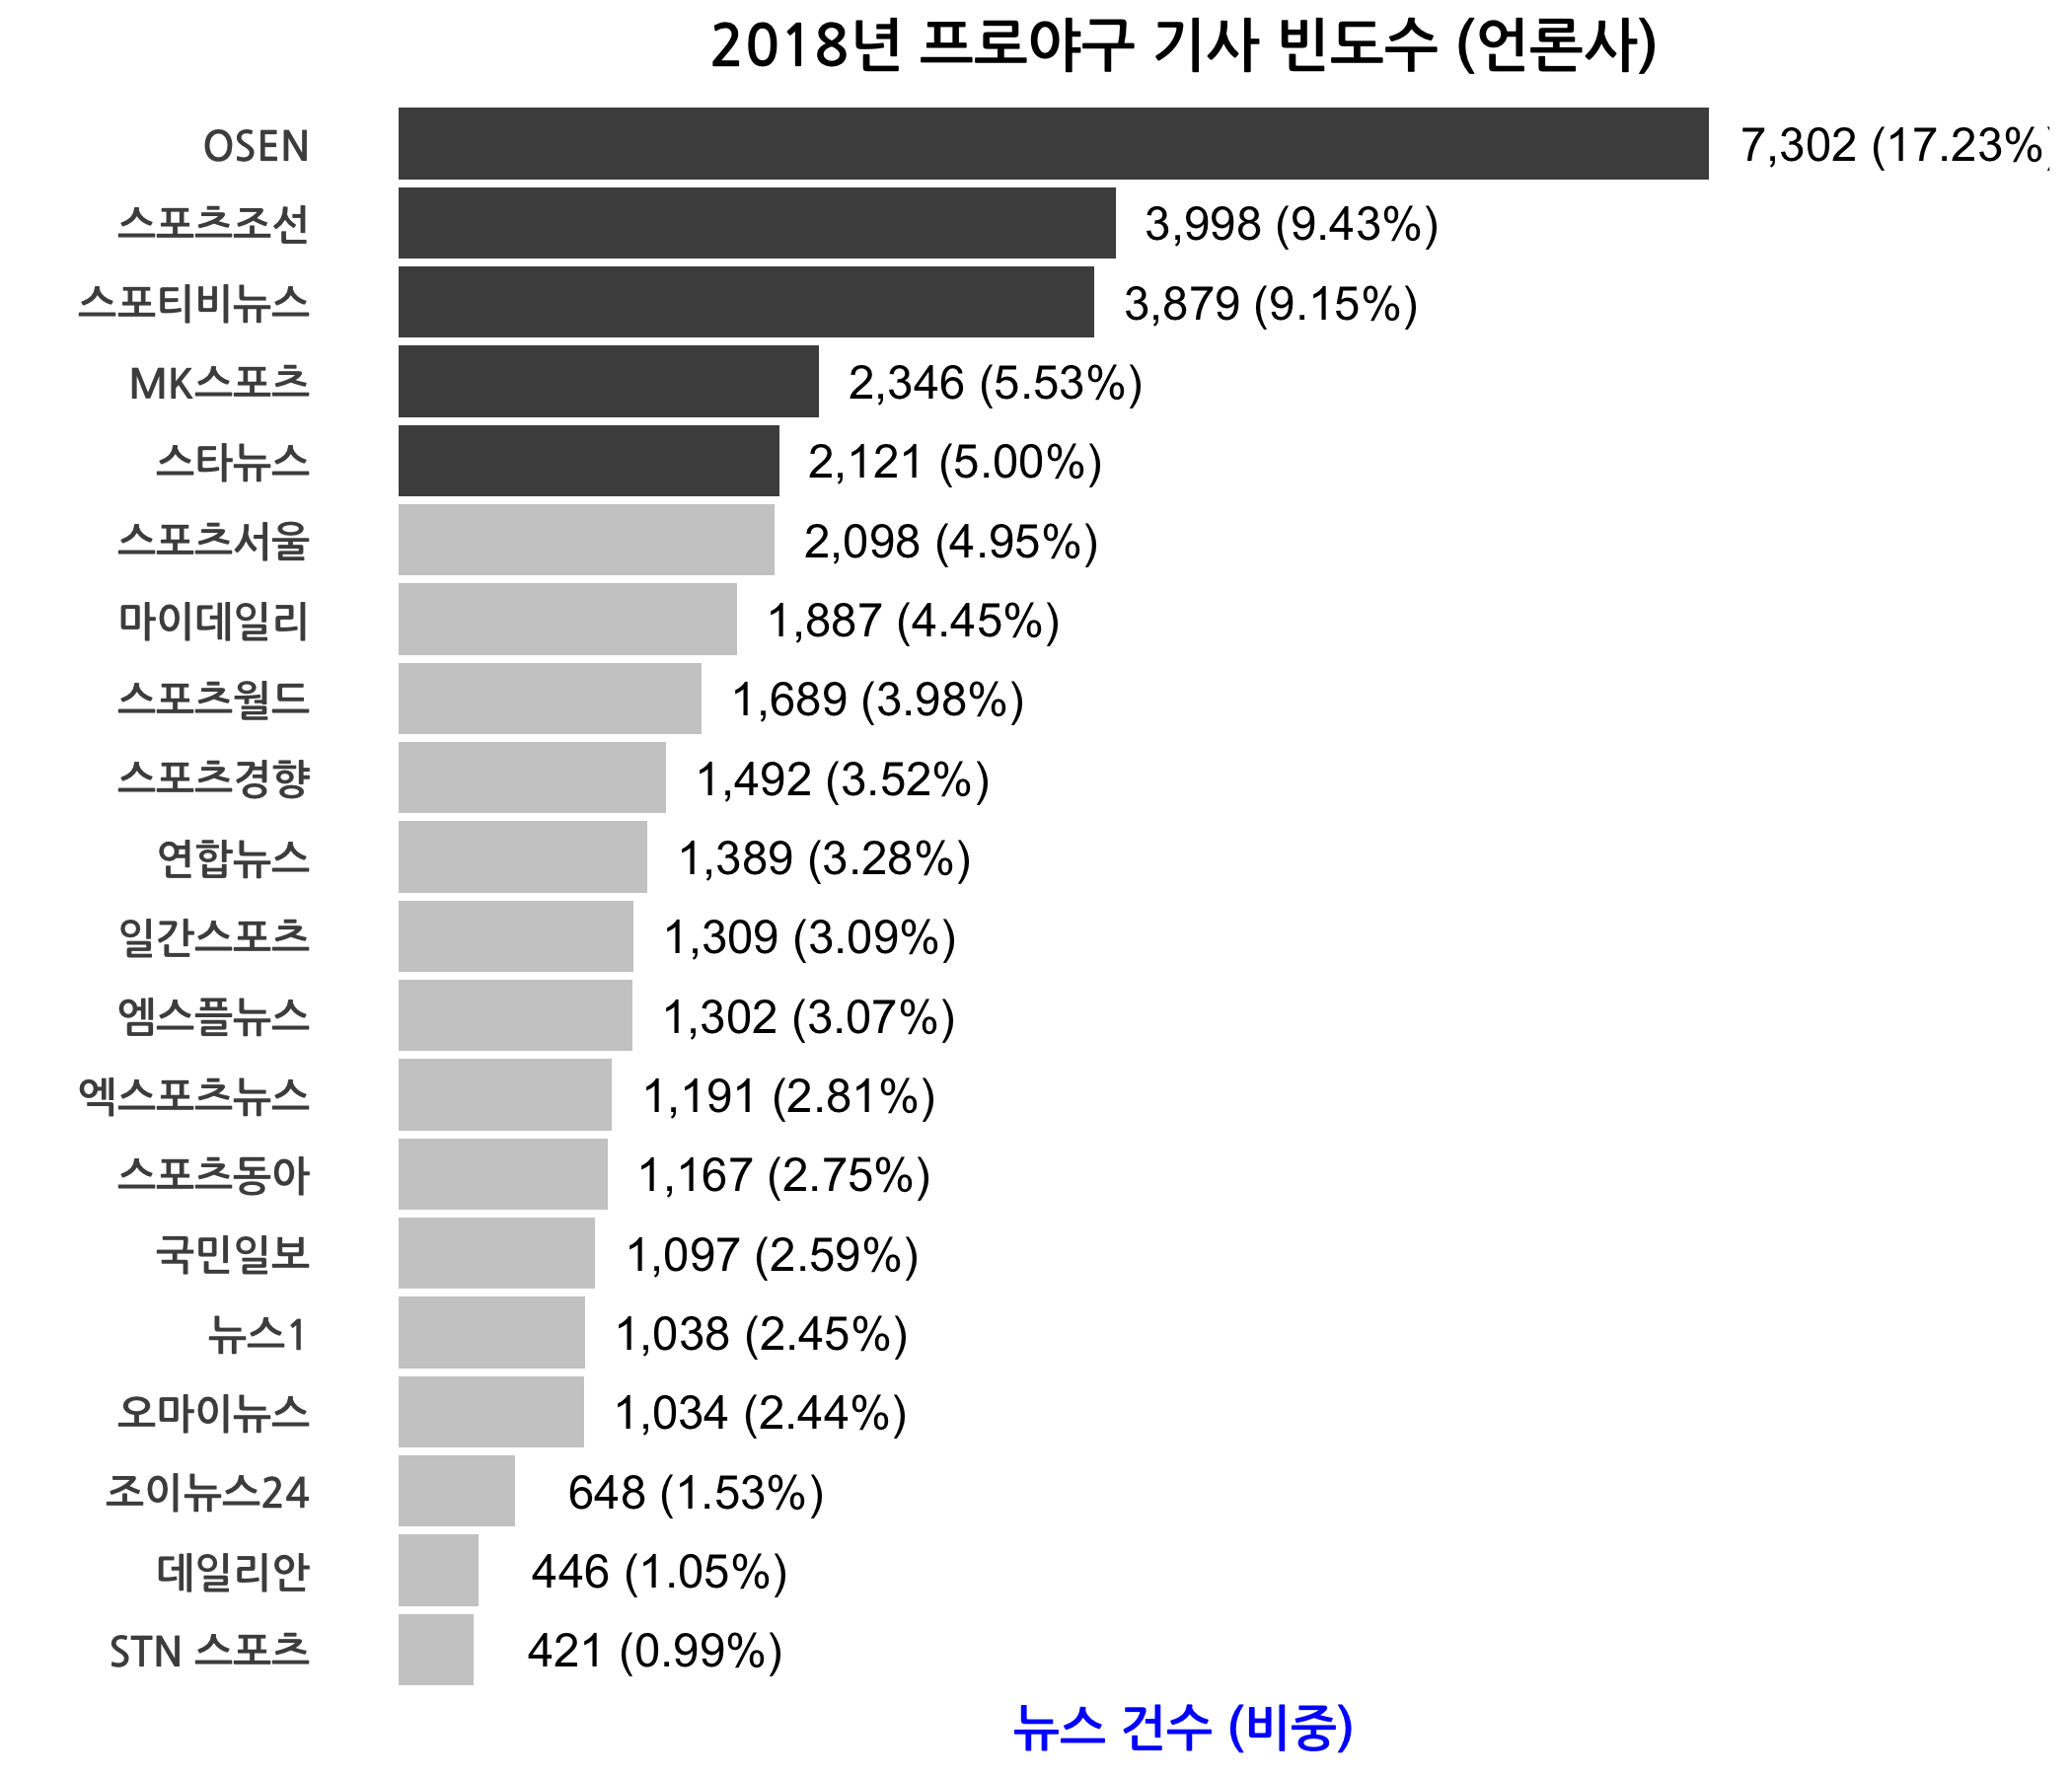 2018년 프로야구 기사 빈도수 (언론사)
OSEN 7,302 (17.23%)
스포츠조선 3,998 (9.43%)
스포티비뉴스 3,879 (9.15%)
MK스포츠 2,346 (5.53%)
스타뉴스 2,121 (5.00%)
스포츠서울 2,098 (4.95%)
마이데일리 1,887 (4.45%)
스포츠월드 1,689 (3.98%)
스포츠경향 1,492 (3.52%)
연합뉴스 1,389 (3.28%)
일간스포츠 1,309 (3.09%)
엠스플뉴스 1,302 (3.07%)
엑스포츠뉴스 1,191 (2.81%)
스포츠동아 1,167 (2.75%)
국민일보 1,097 (2.59%)
뉴스1 1,038 (2.45%)
오마이뉴스 1,034 (2.44%)
조이뉴스24 648 (1.53%)
데일리안 446 (1.05%)
STN 스포츠 421 (0.99%)
뉴스 건수 (비중)